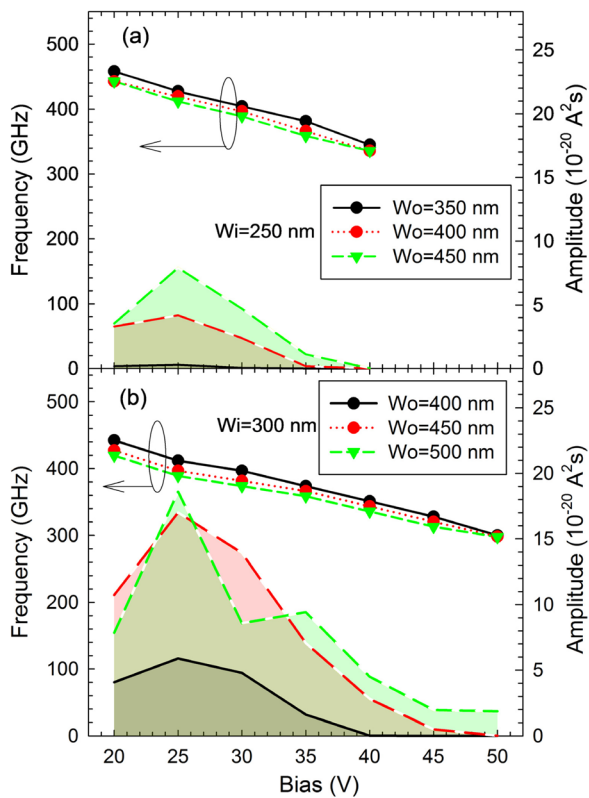 (a)
500
400
300
200
100
0
Frequency (GHz)
25
20
15
10
5
0
Amplitude (10-20 A2s)
Wi=250 nm
Wo=350 nm
Wo=400 nm
Wo=450 nm
(b)
500
400
300
200
100
0
Frequency (GHz)
25
20
15
10
5
0
Amplitude (10-20 A2s)
Wi=300 nm
Wo=400 nm
Wo=450 nm
Wo=500 nm
20 25 30 35 40 45 50
Bias (V)